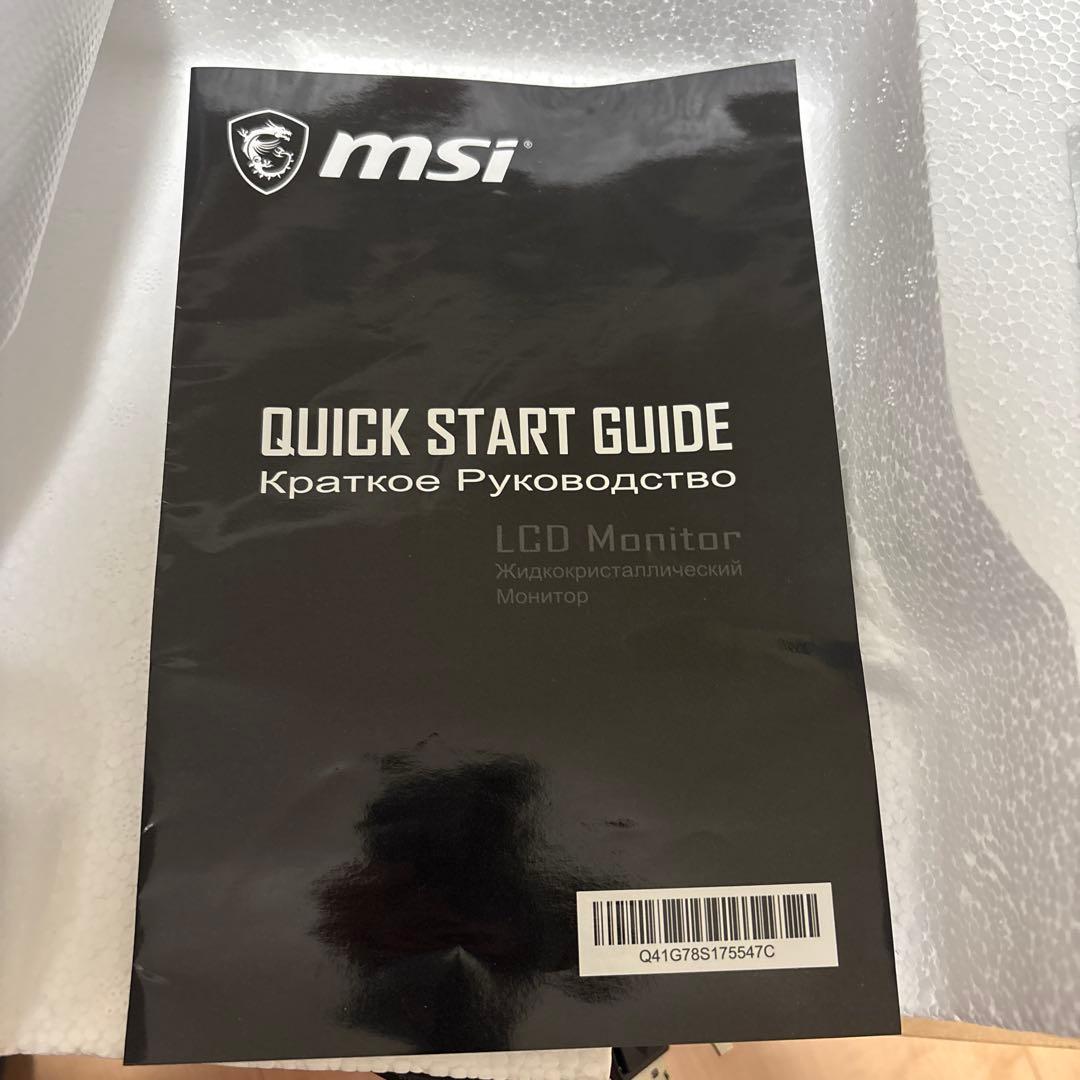 msi®
QUICK START GUIDE
Краткое Руководство
LCD Monitor
Жидкокристаллический
Монитор
Q41G78S175547C